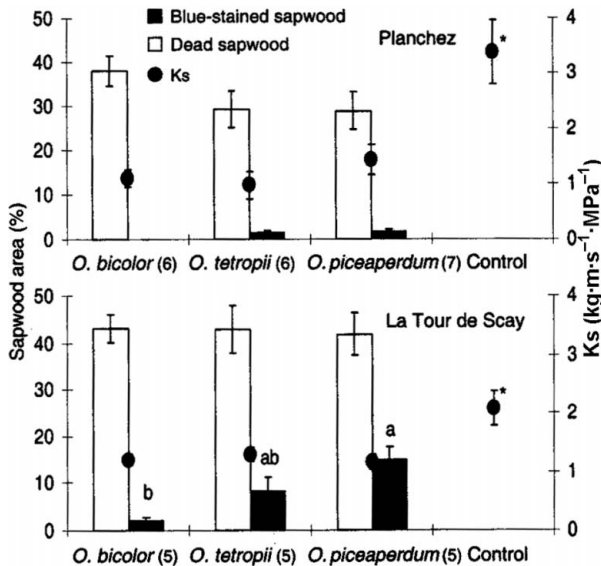 Blue-stained sapwood
Dead sapwood
Ks
Planchez
*
50
40
30
20
10
0
4
3
2
1
0
O. bicolor (6) O. tetropii (6) O. piceaperdum (7) Control
Sapwood area (%)
Ks (kg·m·s⁻¹·MPa⁻¹)
La Tour de Scay
*
50
40
30
20
10
0
4
3
2
1
0
b
ab
a
O. bicolor (5) O. tetropii (5) O. piceaperdum (5) Control